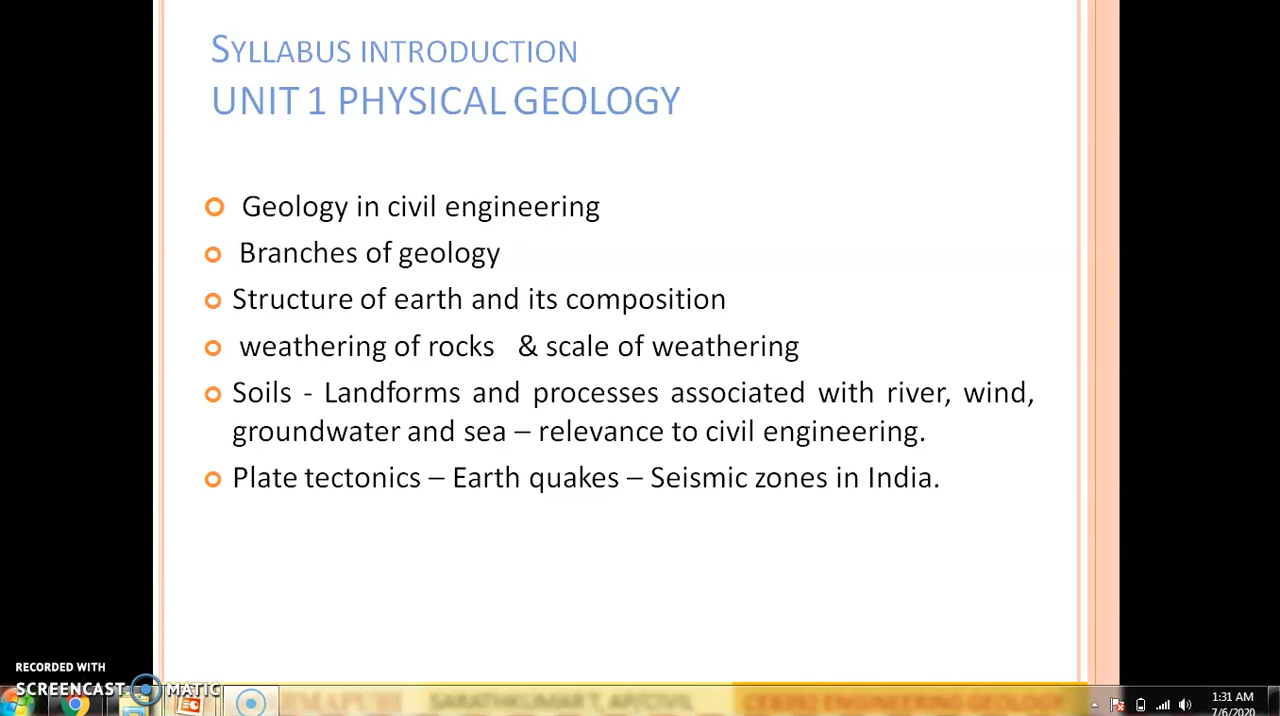 SYLLABUS INTRODUCTION
UNIT 1 PHYSICAL GEOLOGY
Geology in civil engineering
Branches of geology
Structure of earth and its composition
weathering of rocks & scale of weathering
Soils - Landforms and processes associated with river, wind,
groundwater and sea – relevance to civil engineering.
Plate tectonics – Earth quakes – Seismic zones in India.
RECORDED WITH
SCREENCAST MATIC
1:31 AM
7/6/2020